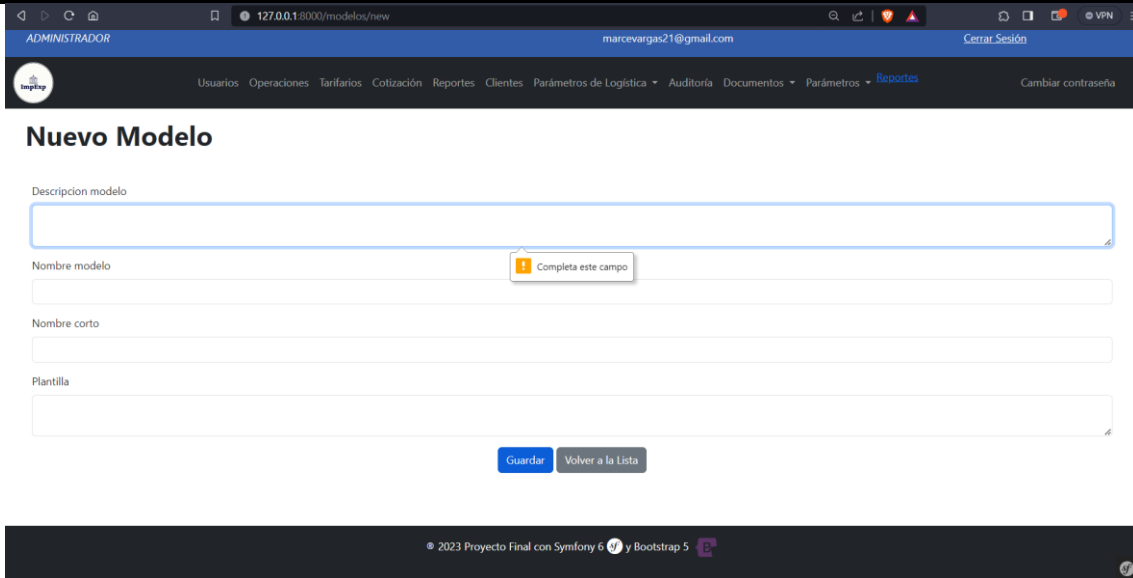 127.0.0.1:8000/modelos/new
VPN
ADMINISTRADOR marcevargas21@gmail.com Cerrar Sesión
ImpExp Usuarios Operaciones Tarifarios Cotización Reportes Clientes Parámetros de Logística Auditoría Documentos Parámetros Reportes Cambiar contraseña
Nuevo Modelo
Descripcion modelo
Completa este campo
Nombre modelo
Nombre corto
Plantilla
Guardar Volver a la Lista
® 2023 Proyecto Final con Symfony 6 sf y Bootstrap 5 B
sf